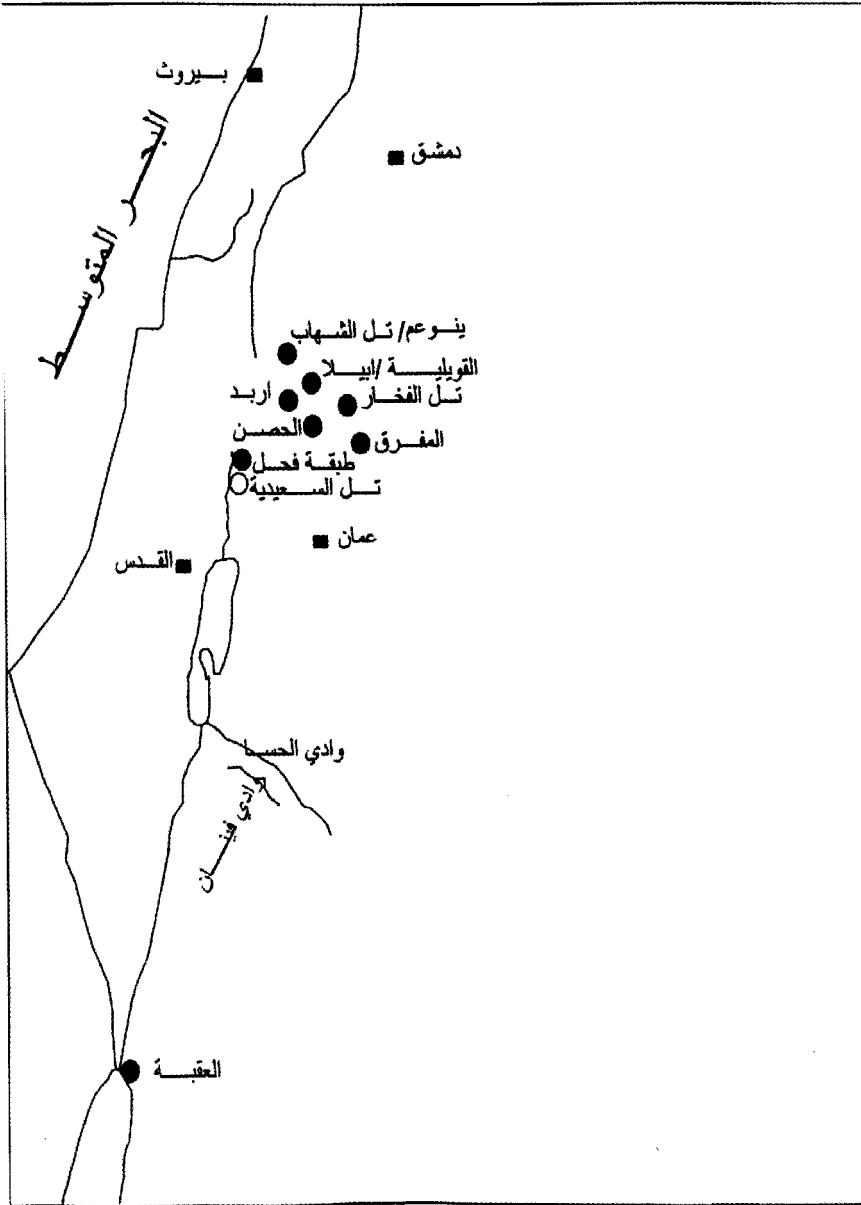 بـــيروث
دمشق
البحر المتوسط
ينوعم/ تل الشهاب
القويلبة /ابيلا
تل الفخار
اربد
الحصن
المفرق
طبقة فحل
تل السعيدية
عمان
القدس
وادي الحسا
وادي فينان
العقبة